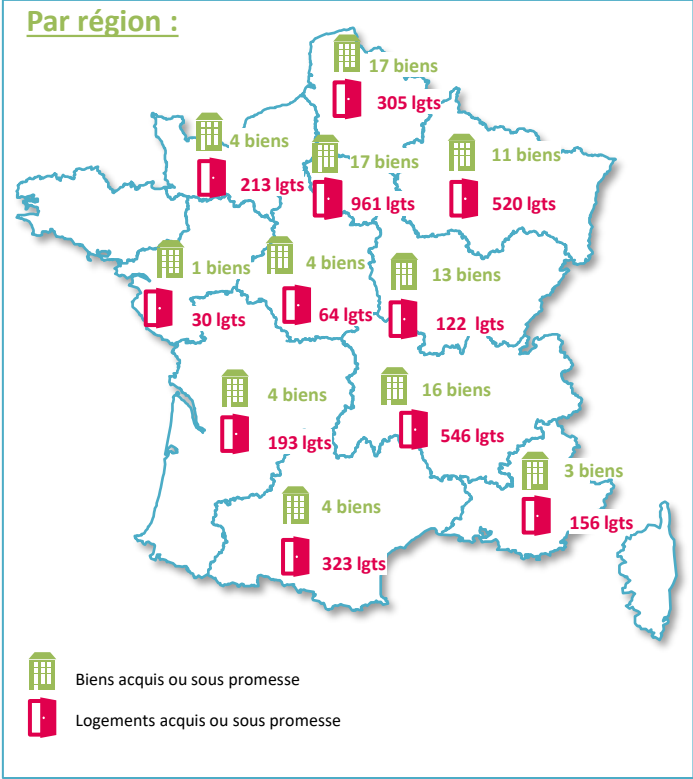 Par région :
17 biens
305 lgts
4 biens
213 lgts
17 biens
961 lgts
11 biens
520 lgts
1 biens
30 lgts
4 biens
64 lgts
13 biens
122 lgts
4 biens
193 lgts
16 biens
546 lgts
3 biens
156 lgts
4 biens
323 lgts
Biens acquis ou sous promesse
Logements acquis ou sous promesse